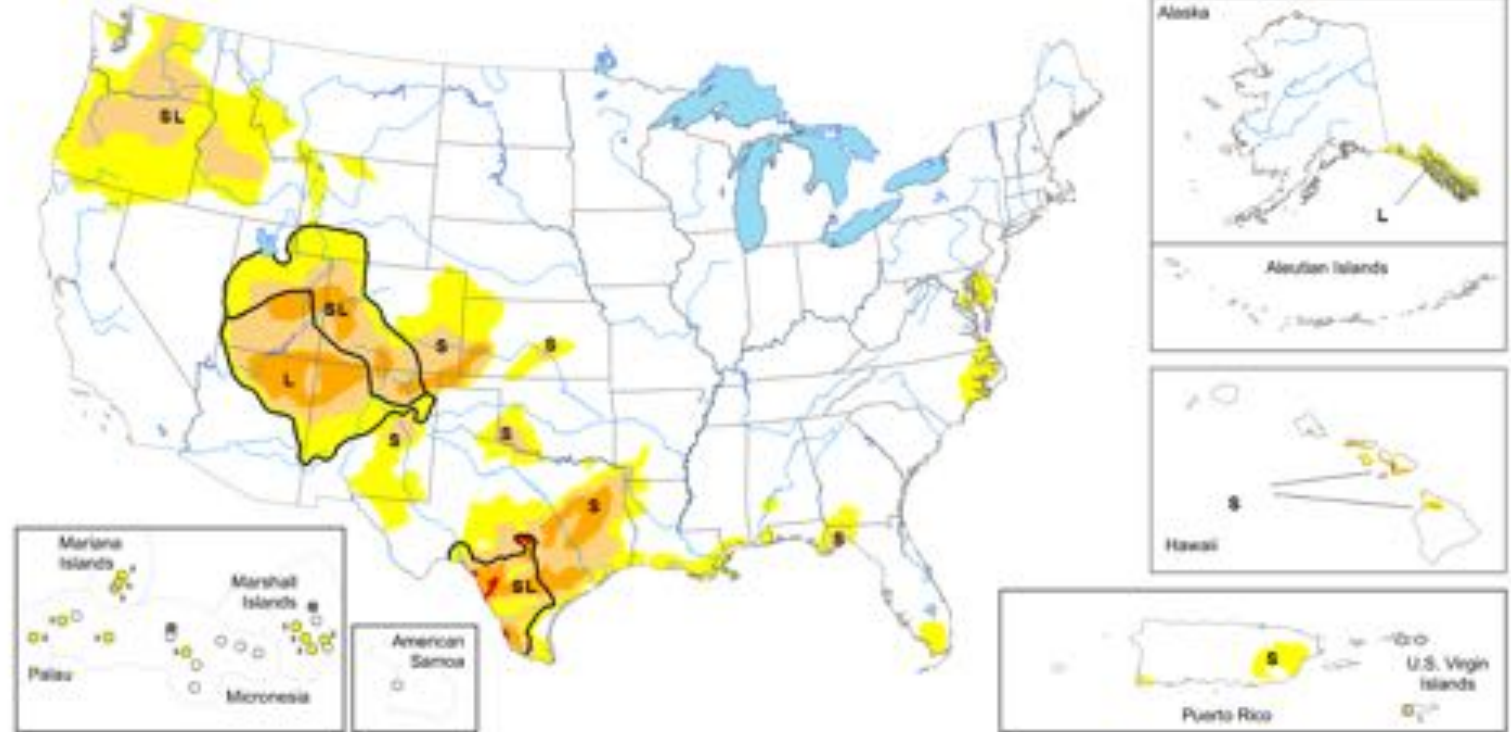 Alaska
SL
L
Aleutian Islands
SL
S
S
L
S
S
S
S
SL
S
Hawaii
Mariana
Islands
Marshall
Islands
Palau
Micronesia
American
Samoa
S
U.S. Virgin
Islands
Puerto Rico